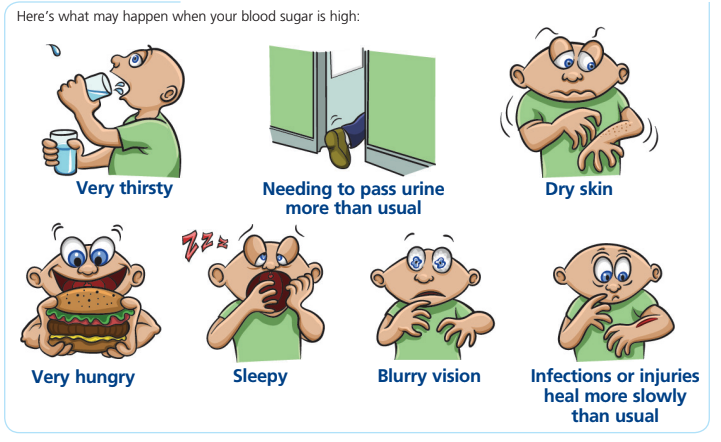 Here's what may happen when your blood sugar is high:
Very thirsty
Needing to pass urine
more than usual
Dry skin
Zzz
Very hungry
Sleepy
Blurry vision
Infections or injuries
heal more slowly
than usual